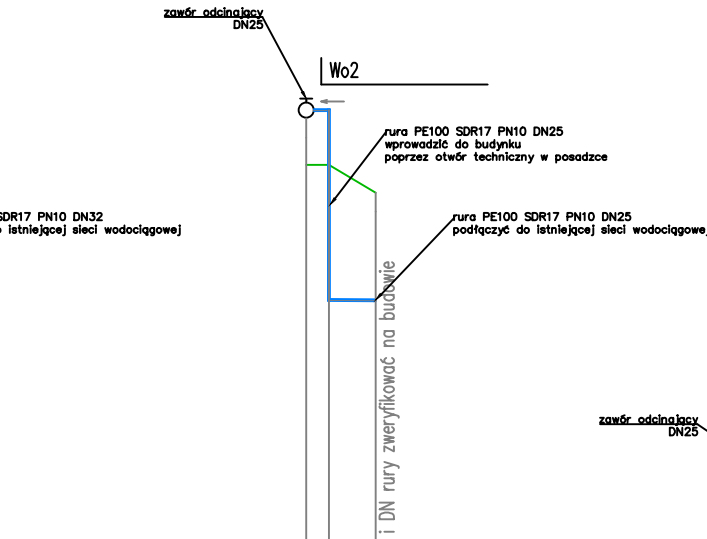 zawór odcinający
DN25
Wo2
rura PE100 SDR17 PN10 DN25
wprowadzić do budynku
poprzez otwór techniczny w posadzce
SDR17 PN10 DN32
istniejącej sieci wodociągowej
rura PE100 SDR17 PN10 DN25
podłączyć do istniejącej sieci wodociągowej
i DN rury zweryfikować na budowie
zawór odcinający
DN25